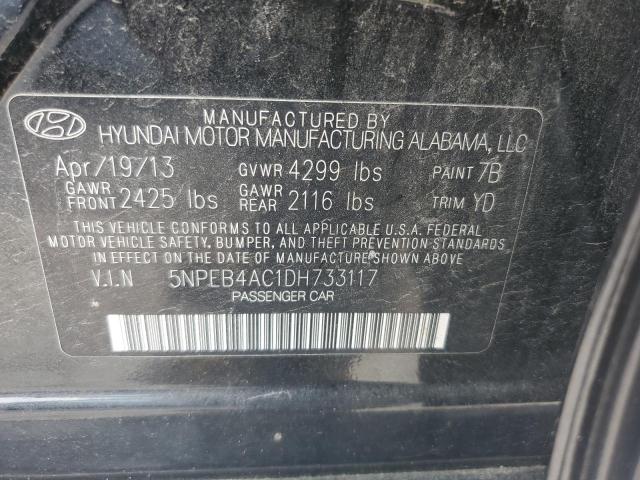 MANUFACTURED BY
HYUNDAI MOTOR MANUFACTURING ALABAMA, LLC
Apr/19/13 GVWR 4299 lbs PAINT 7B
GAWR FRONT 2425 lbs GAWR REAR 2116 lbs TRIM YD
THIS VEHICLE CONFORMS TO ALL APPLICABLE U.S.A. FEDERAL
MOTOR VEHICLE SAFETY, BUMPER, AND THEFT PREVENTION STANDARDS
IN EFFECT ON THE DATE OF MANUFACTURE SHOWN ABOVE
V.I.N 5NPEB4AC1DH733117
PASSENGER CAR